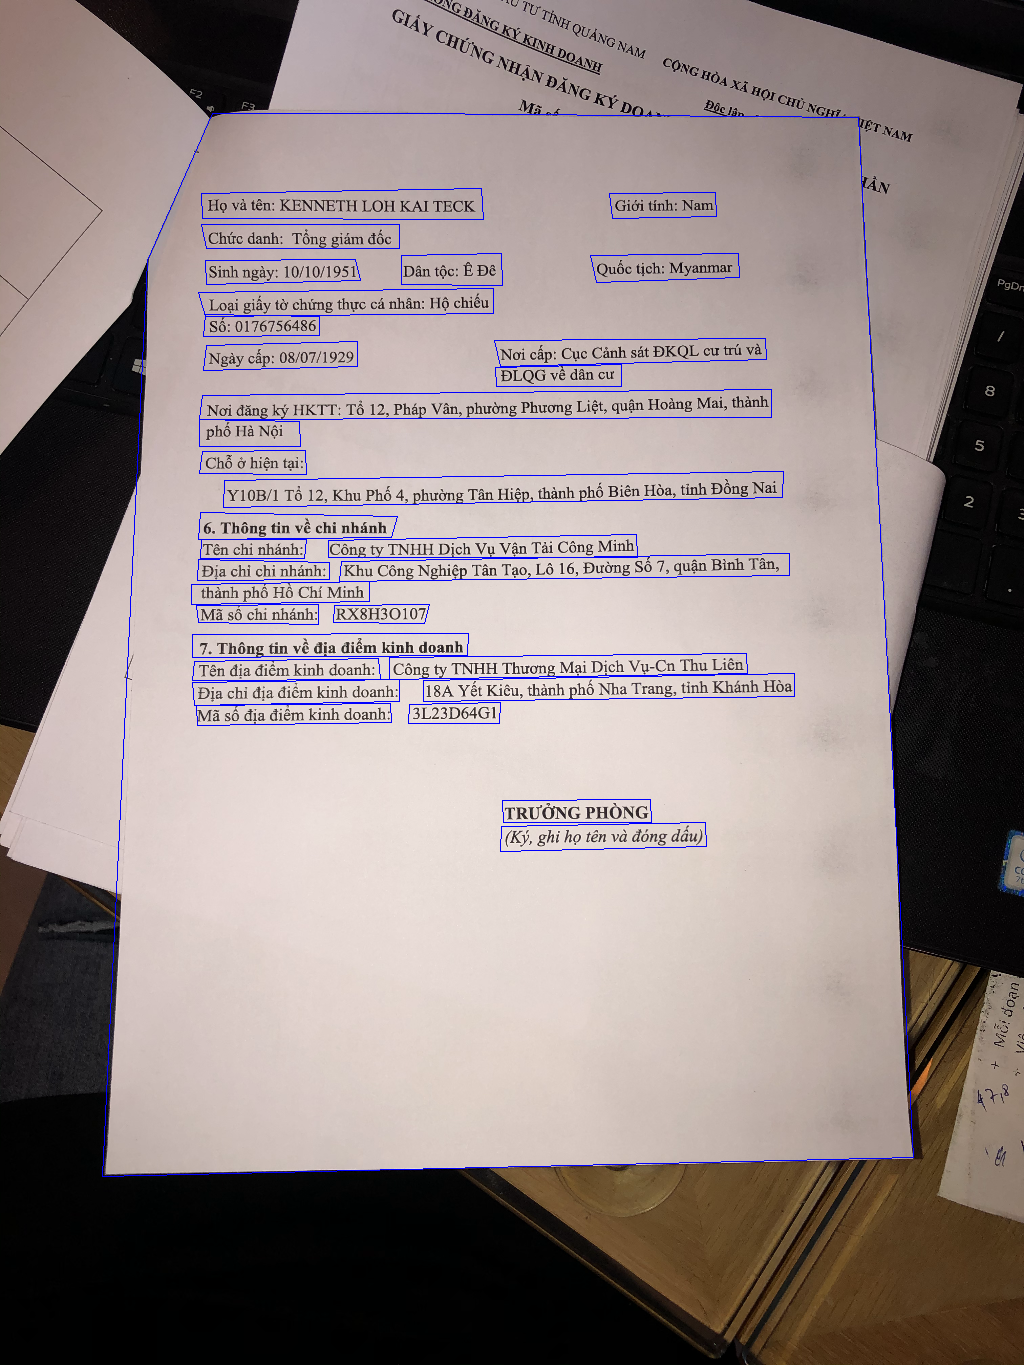 TƯ TỈNH QUẢNG NAM
ĐĂNG KÝ KINH DOANH
CỘNG HÒA XÃ HỘI CHỦ NGHĨA VIỆT NAM
GIẤY CHỨNG NHẬN ĐĂNG KÝ
Độc lập
Mã số
Họ và tên: KENNETH LOH KAI TECK Giới tính: Nam
Chức danh: Tổng giám đốc
Sinh ngày: 10/10/1951 Dân tộc: Ê Đê Quốc tịch: Myanmar
Loại giấy tờ chứng thực cá nhân: Hộ chiếu
Số: 0176756486
Ngày cấp: 08/07/1929 Nơi cấp: Cục Cảnh sát ĐKQL cư trú và
ĐLQG về dân cư
Nơi đăng ký HKTT: Tổ 12, Pháp Vân, phường Phương Liệt, quận Hoàng Mai, thành
phố Hà Nội
Chỗ ở hiện tại:
Y10B/1 Tổ 12, Khu Phố 4, phường Tân Hiệp, thành phố Biên Hòa, tỉnh Đồng Nai
6. Thông tin về chi nhánh
Tên chi nhánh: Công ty TNHH Dịch Vụ Vận Tải Công Minh
Địa chỉ chi nhánh: Khu Công Nghiệp Tân Tạo, Lô 16, Đường Số 7, quận Bình Tân,
thành phố Hồ Chí Minh
Mã số chi nhánh: RX8H3O107
7. Thông tin về địa điểm kinh doanh
Tên địa điểm kinh doanh: Công ty TNHH Thương Mại Dịch Vụ-Cn Thu Liên
Địa chỉ địa điểm kinh doanh: 18A Yết Kiêu, thành phố Nha Trang, tỉnh Khánh Hòa
Mã số địa điểm kinh doanh: 3L23D64G1
TRƯỞNG PHÒNG
(Ký, ghi họ tên và đóng dấu)
F2
F3
PgDn
/
8
5
2
+ Mỗi đoạn